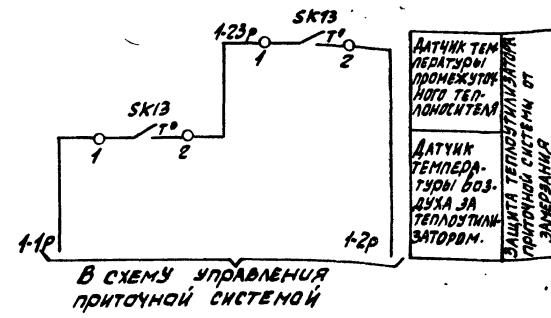 SK13
1-23р
T°
1
2
SK13
T°
1
2
1-1р
1-2р
В СХЕМУ УПРАВЛЕНИЯ
ПРИТОЧНОЙ СИСТЕМОЙ
ДАТЧИК ТЕМ-
ПЕРАТУРЫ
ПРОМЕЖУТОЧ
НОГО ТЕП-
ЛОНОСИТЕЛЯ
ДАТЧИК
ТЕМПЕРА-
ТУРЫ ВОЗ-
ДУХА ЗА
ТЕПЛОУТИЛИ-
ЗАТОРОМ.
ЗАЩИТА ТЕПЛОУТИЛИЗАТОРА
ПРИТОЧНОЙ СИСТЕМЫ ОТ
ЗАМЕРЗАНИЯ